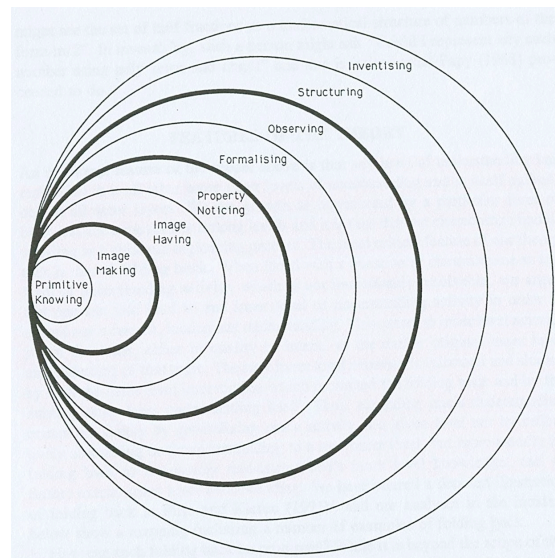 Inventising
Structuring
Observing
Formalising
Property
Noticing
Image
Having
Image
Making
Primitive
Knowing